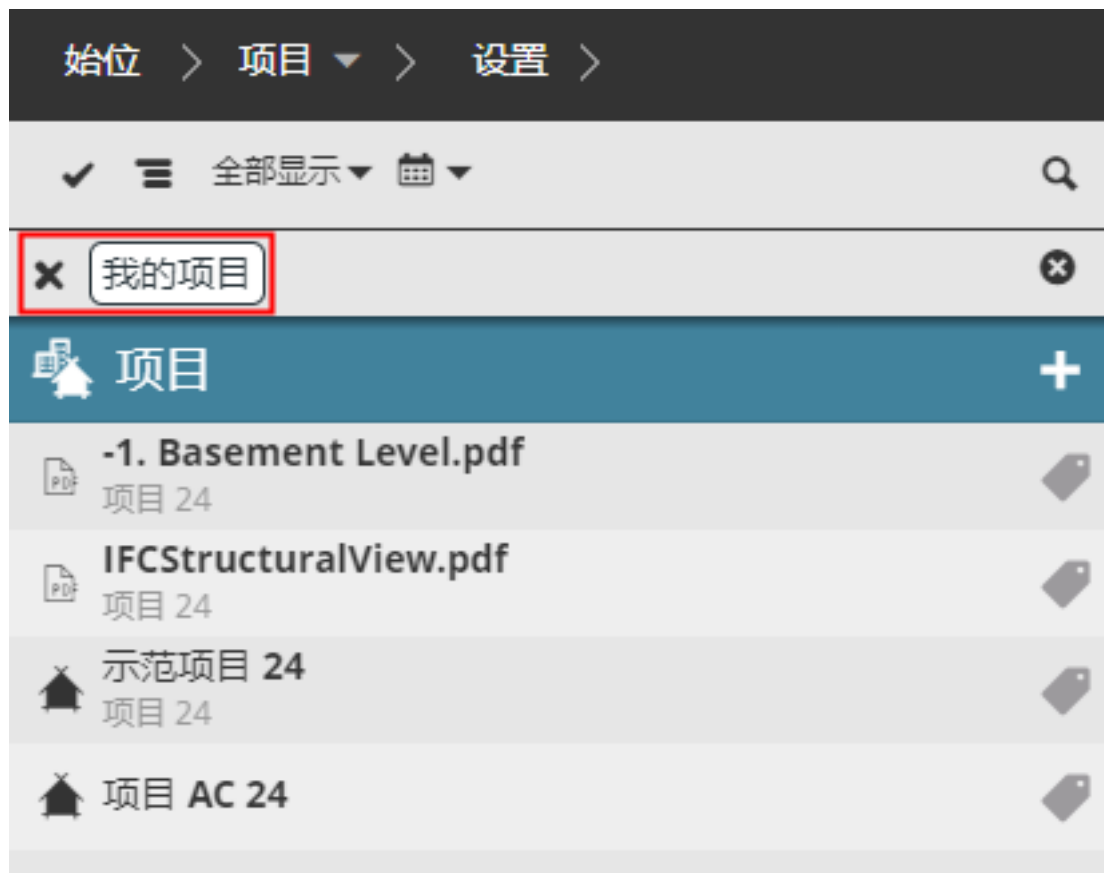 始位 项目 设置
全部显示
我的项目
项目
-1. Basement Level.pdf
项目 24
IFCStructuralView.pdf
项目 24
示范项目 24
项目 24
项目 AC 24